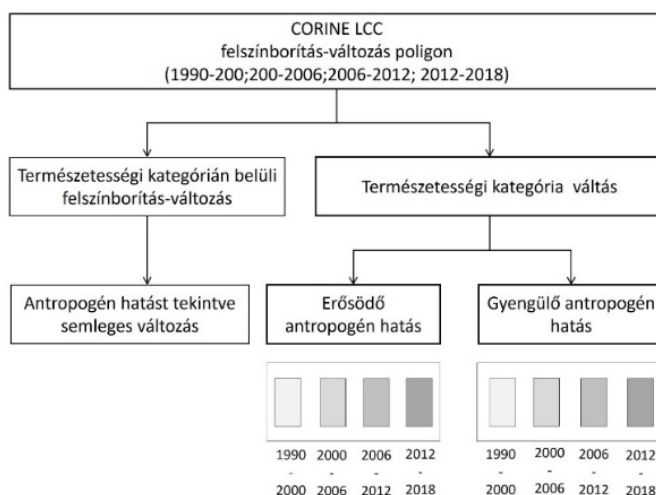 CORINE LCC
felszínborítás-változás poligon
(1990-200;200-2006;2006-2012; 2012-2018)
Természetességi kategórián belüli
felszínborítás-változás
Természetességi kategória váltás
Antropogén hatást tekintve
semleges változás
Erősödő
antropogén hatás
Gyengülő antropogén
hatás
1990 2000 2006 2012
- - - -
2000 2006 2012 2018
1990 2000 2006 2012
- - - -
2000 2006 2012 2018